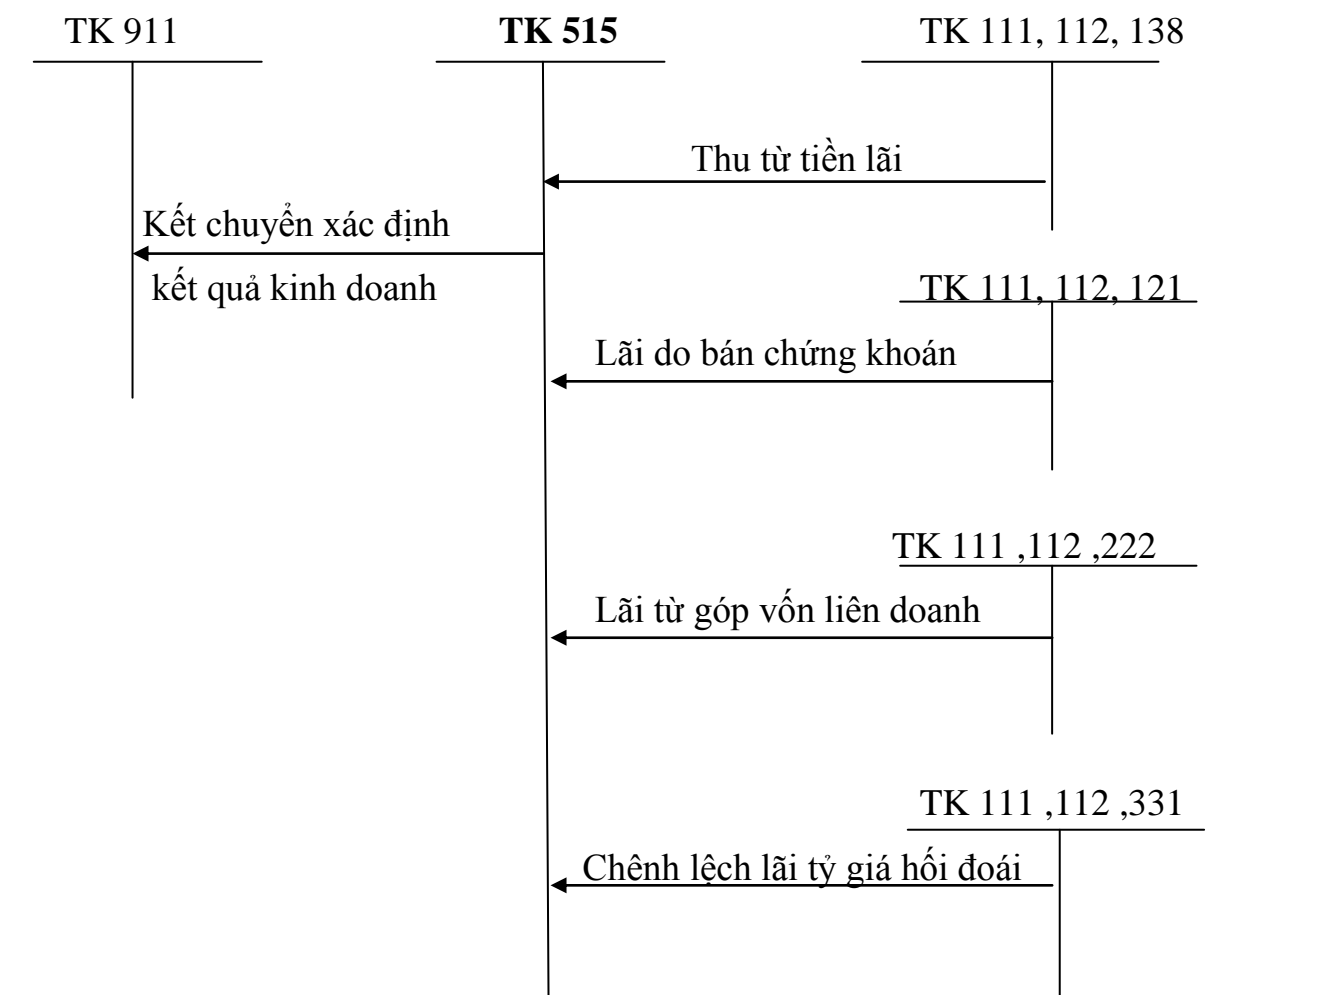 TK 911
TK 515
TK 111, 112, 138
Thu từ tiền lãi
Kết chuyển xác định
kết quả kinh doanh
TK 111, 112, 121
Lãi do bán chứng khoán
TK 111 ,112 ,222
Lãi từ góp vốn liên doanh
TK 111 ,112 ,331
Chênh lệch lãi tỷ giá hối đoái